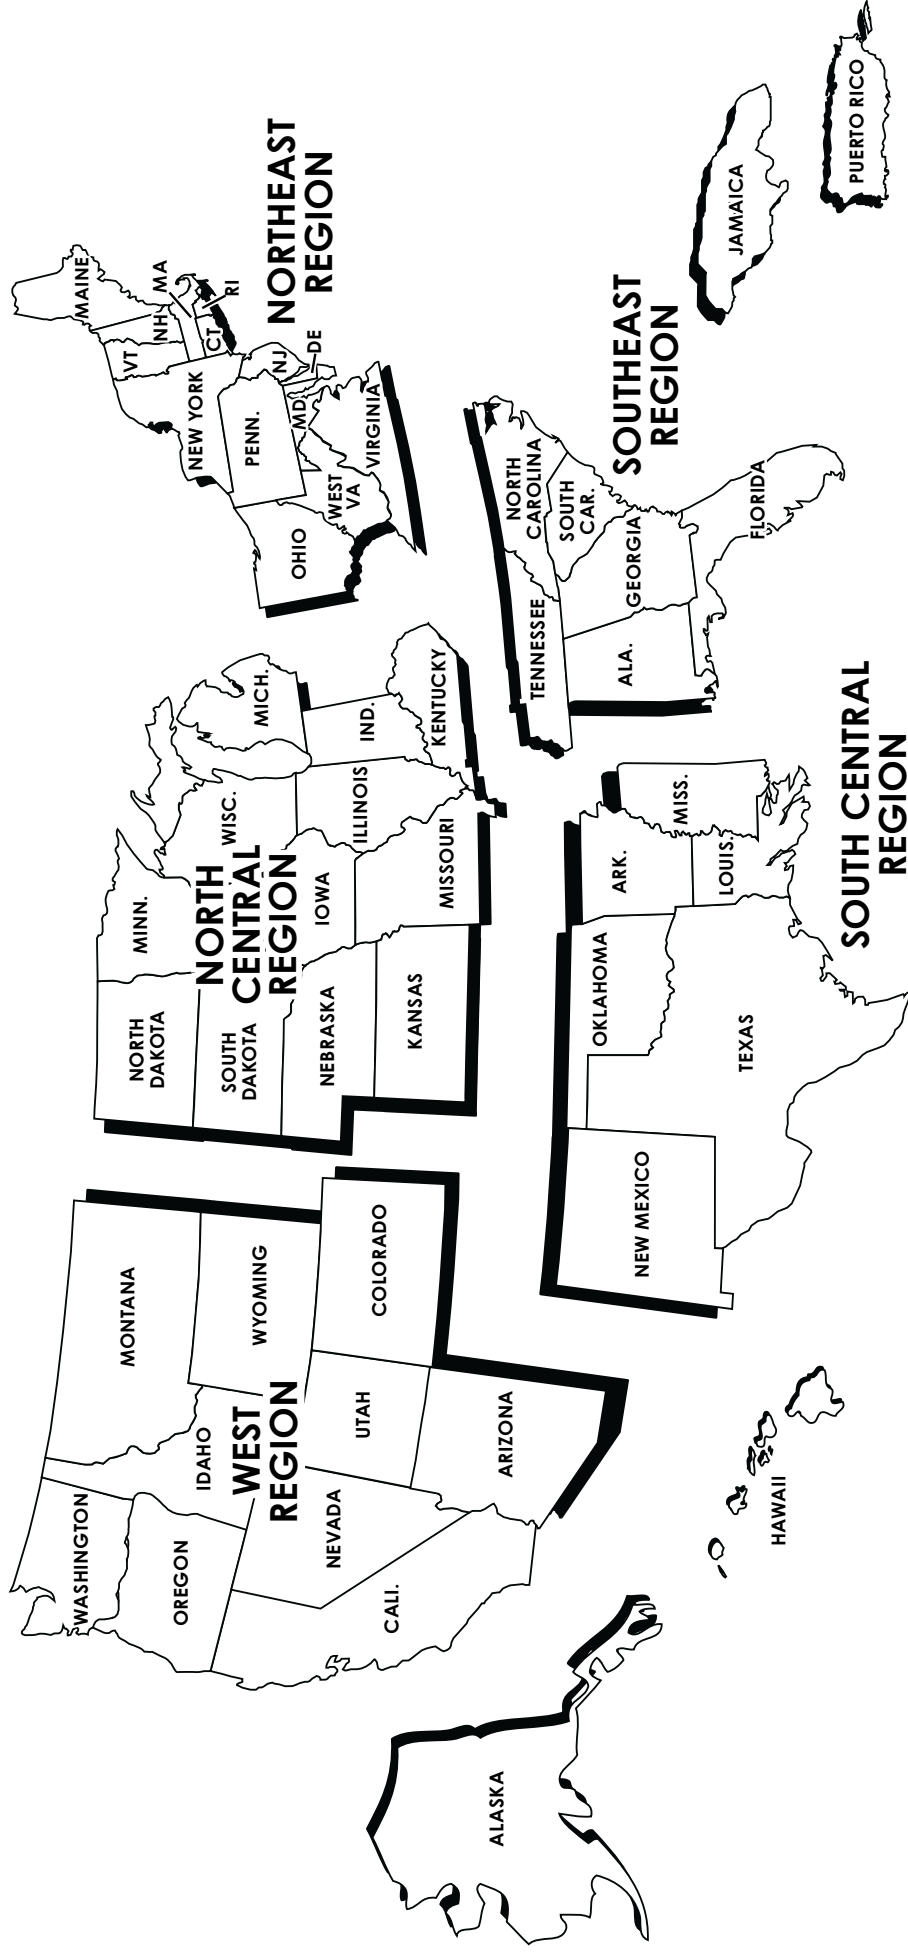 WASHINGTON
OREGON
CALI.
NEVADA
IDAHO
MONTANA
WYOMING
WEST
REGION
UTAH
COLORADO
ARIZONA
ALASKA
HAWAII
NORTH
DAKOTA
SOUTH
DAKOTA
NEBRASKA
KANSAS
MINN.
NORTH
CENTRAL
REGION
IOWA
MISSOURI
WISC.
ILLINOIS
MICH.
IND.
KENTUCKY
NEW MEXICO
TEXAS
OKLAHOMA
ARK.
LOUIS.
MISS.
SOUTH CENTRAL
REGION
TENNESSEE
NORTH
CAROLINA
SOUTH
CAR.
ALA.
GEORGIA
FLORIDA
SOUTHEAST
REGION
JAMAICA
PUERTO RICO
OHIO
WEST
VA
VIRGINIA
PENN.
MD
DE
NJ
NEW YORK
CT
RI
MA
VT
NH
MAINE
NORTHEAST
REGION